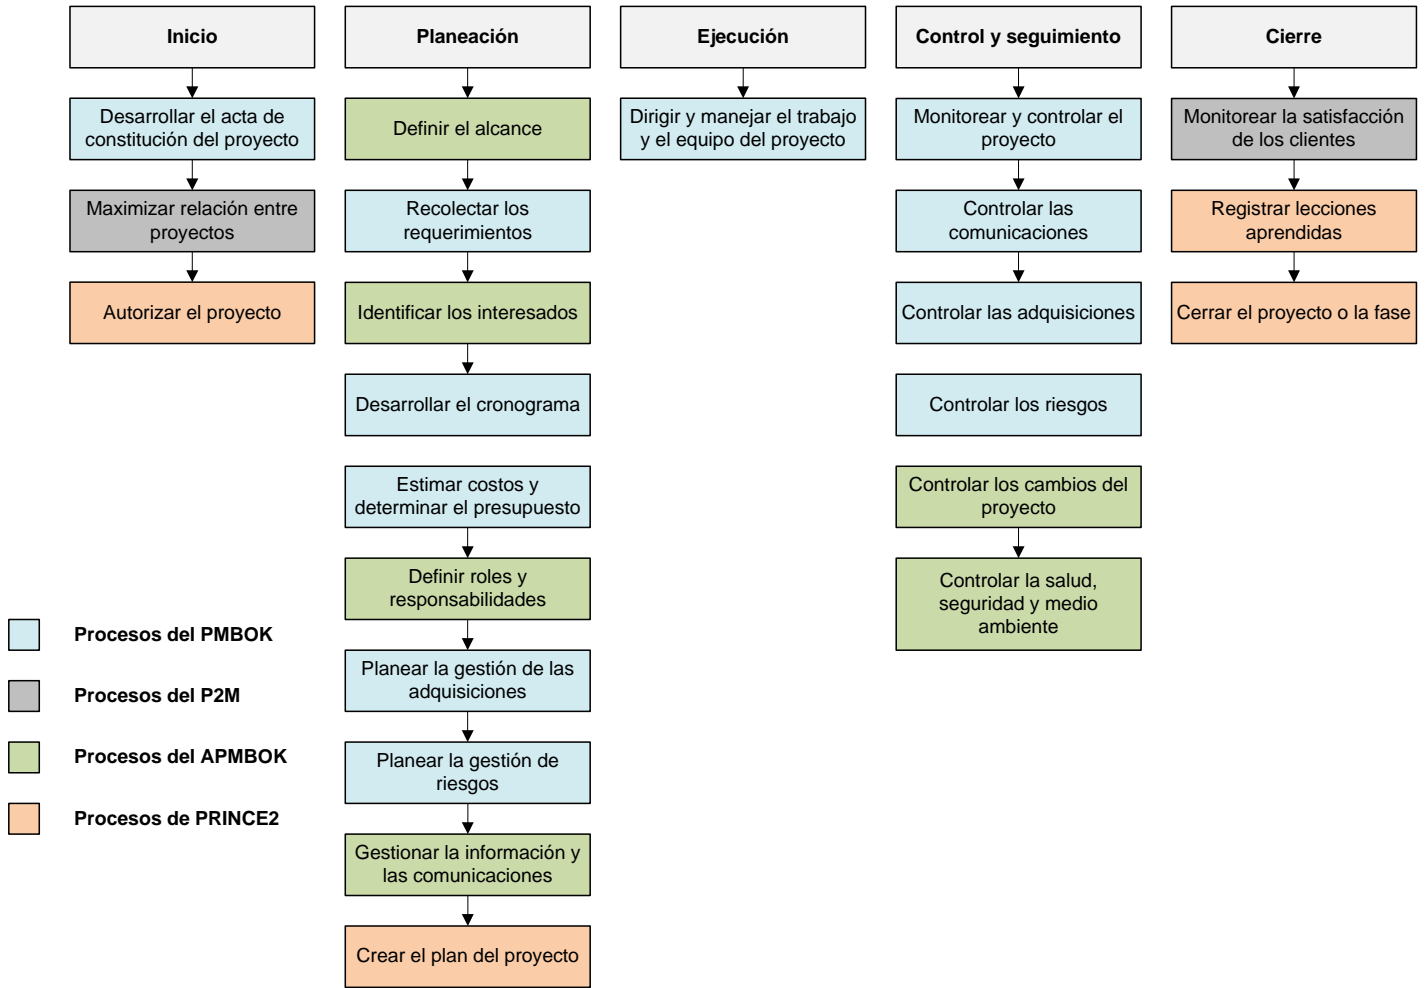 Inicio
Desarrollar el acta de
constitución del proyecto
Maximizar relación entre
proyectos
Autorizar el proyecto
Planeación
Definir el alcance
Recolectar los
requerimientos
Identificar los interesados
Desarrollar el cronograma
Estimar costos y
determinar el presupuesto
Definir roles y
responsabilidades
Planear la gestión de las
adquisiciones
Planear la gestión de
riesgos
Gestionar la información y
las comunicaciones
Crear el plan del proyecto
Ejecución
Dirigir y manejar el trabajo
y el equipo del proyecto
Control y seguimiento
Monitorear y controlar el
proyecto
Controlar las
comunicaciones
Controlar las adquisiciones
Controlar los riesgos
Controlar los cambios del
proyecto
Controlar la salud,
seguridad y medio
ambiente
Cierre
Monitorear la satisfacción
de los clientes
Registrar lecciones
aprendidas
Cerrar el proyecto o la fase
Procesos del PMBOK
Procesos del P2M
Procesos del APMBOK
Procesos de PRINCE2